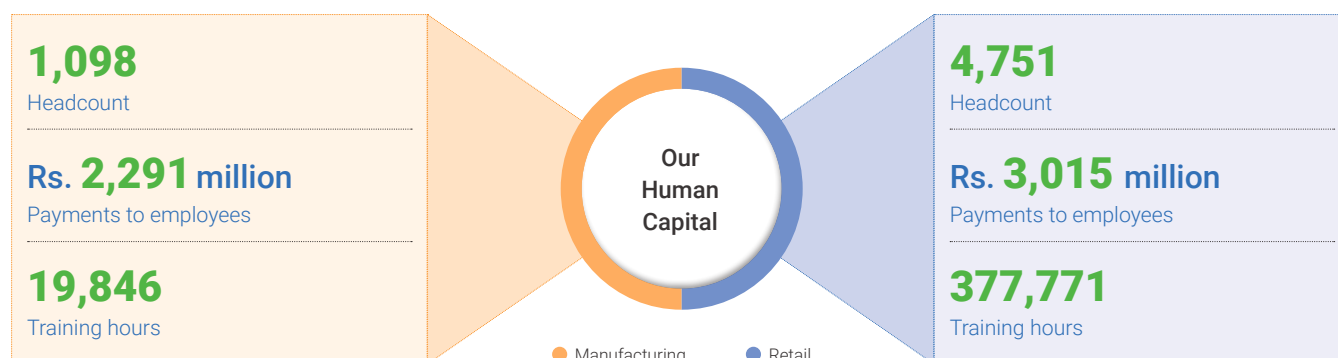 1,098
Headcount
Rs. 2,291 million
Payments to employees
19,846
Training hours
Our
Human
Capital
Manufacturing
Retail
4,751
Headcount
Rs. 3,015 million
Payments to employees
377,771
Training hours